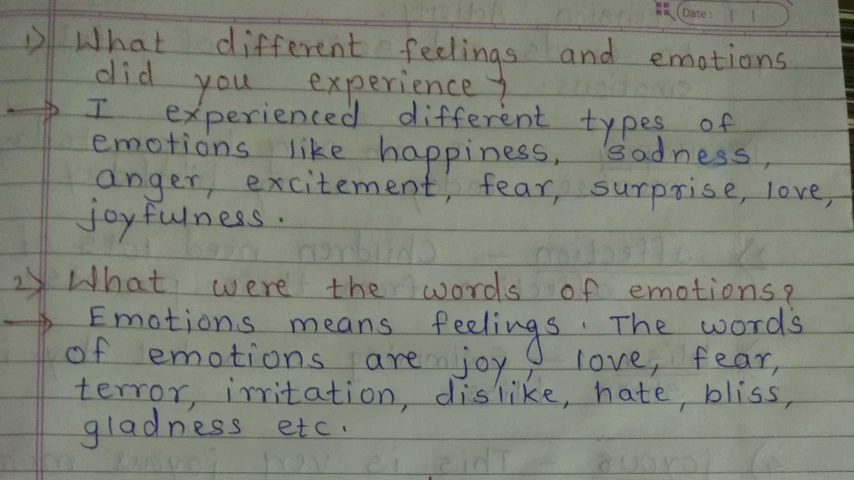 Date:
1) What different feelings and emotions
did you experience?
→ I experienced different types of
emotions like happiness, sadness,
anger, excitement, fear, surprise, love,
joyfulness.
2) What were the words of emotions?
→ Emotions means feelings. The words
of emotions are joy, love, fear,
terror, irritation, dislike, hate, bliss,
gladness etc.